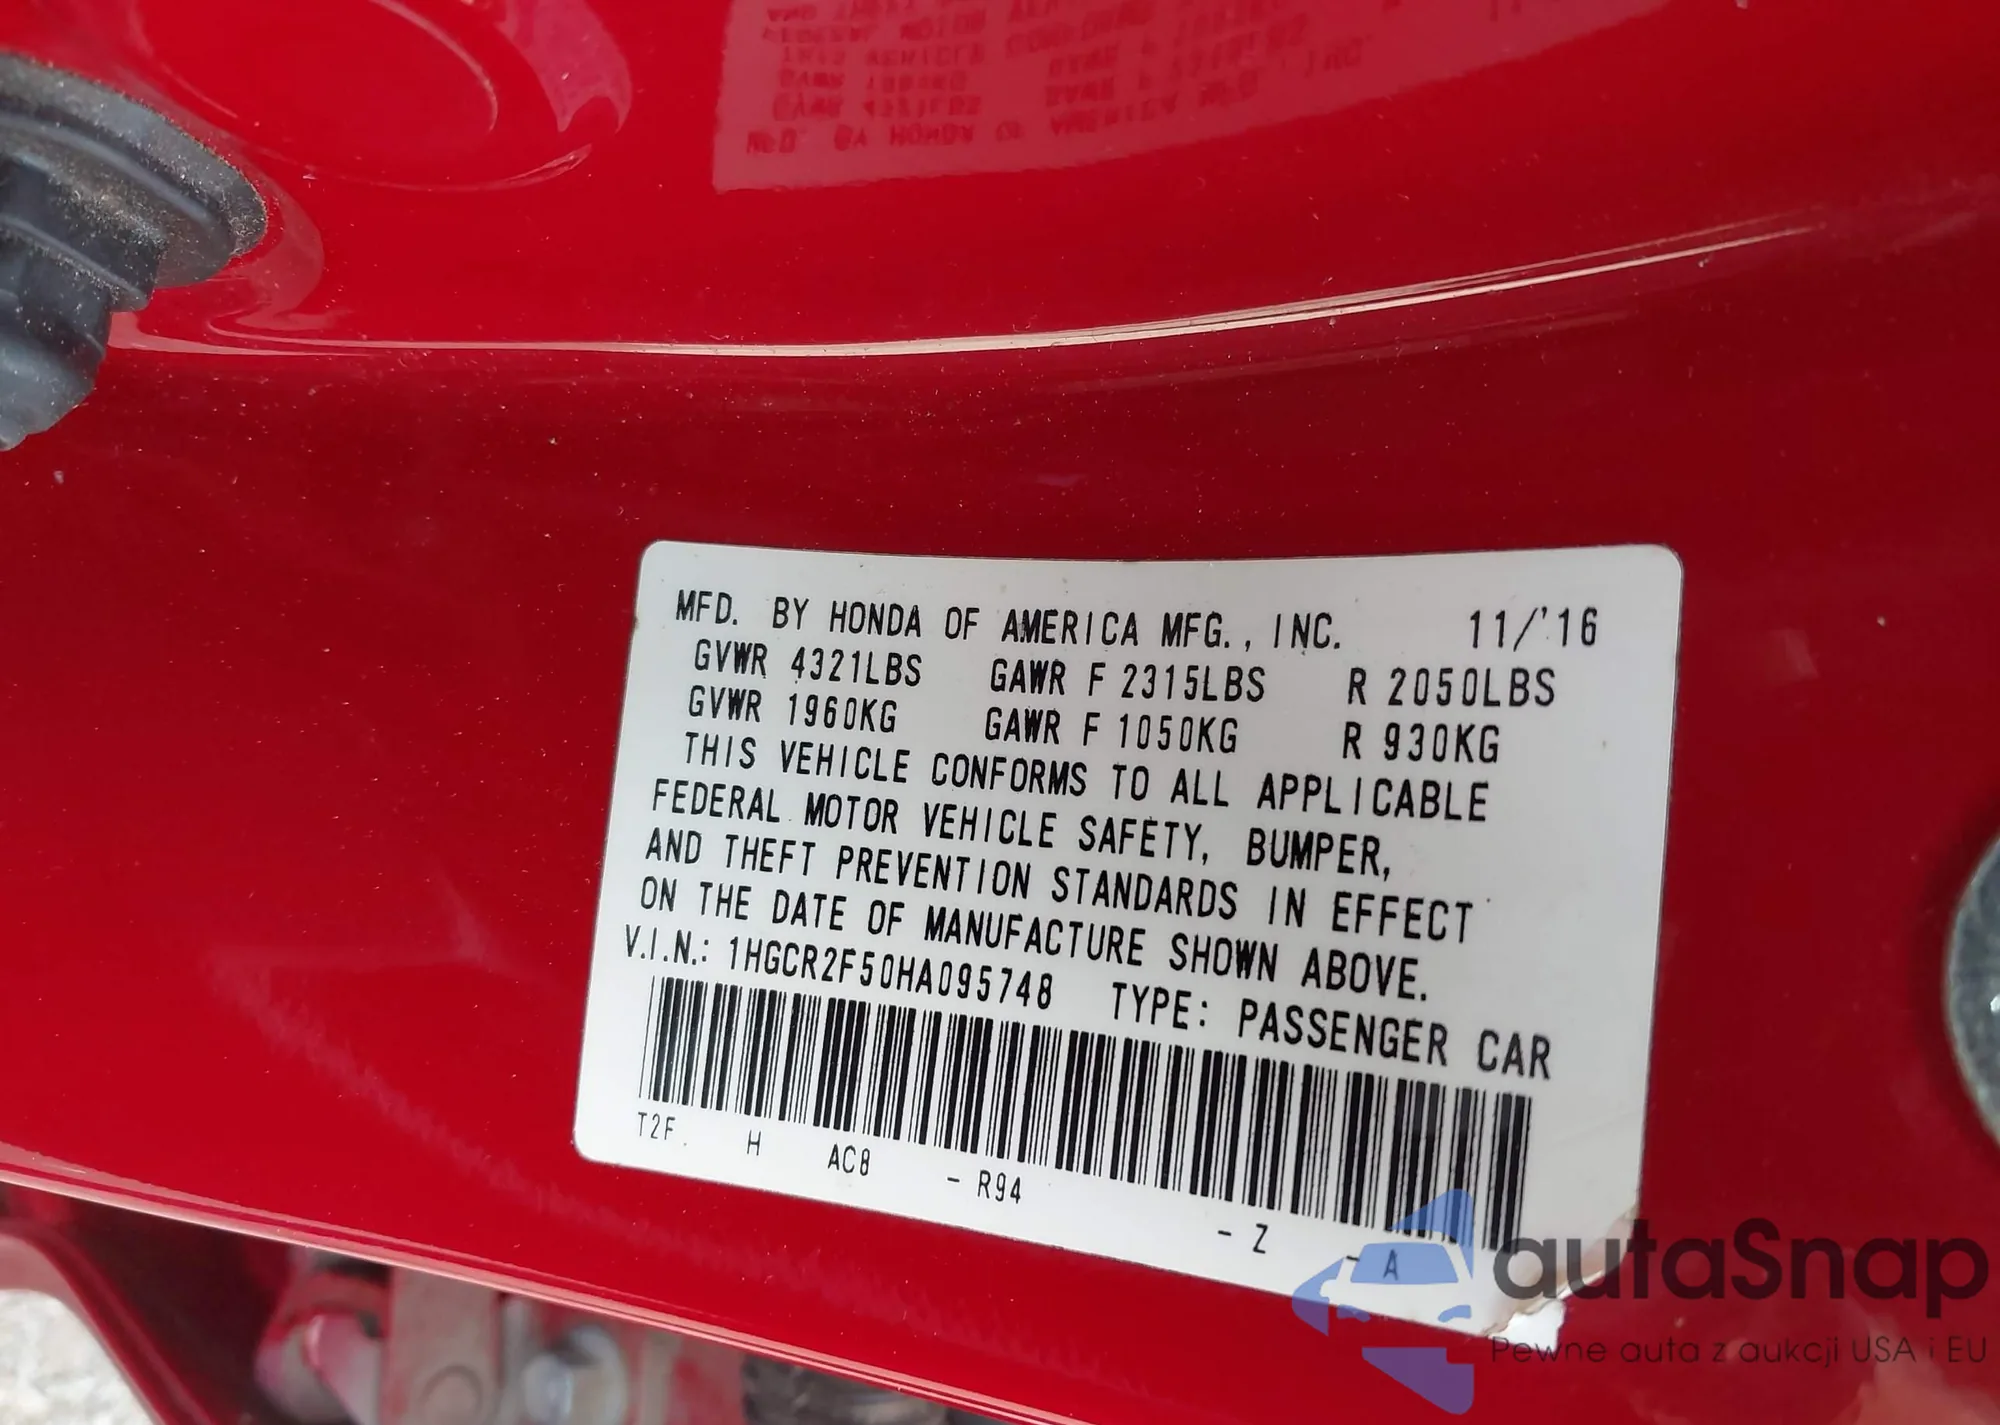 MFD. BY HONDA OF AMERICA MFG., INC. 11/'16
GVWR 4321LBS GAWR F 2315LBS R 2050LBS
GVWR 1960KG GAWR F 1050KG R 930KG
THIS VEHICLE CONFORMS TO ALL APPLICABLE
FEDERAL MOTOR VEHICLE SAFETY, BUMPER,
AND THEFT PREVENTION STANDARDS IN EFFECT
ON THE DATE OF MANUFACTURE SHOWN ABOVE.
V.I.N.: 1HGCR2F50HA095748 TYPE: PASSENGER CAR
T2F. H AC8 - R94 - Z - A
autaSnap
Pewne auta z aukcji USA i EU